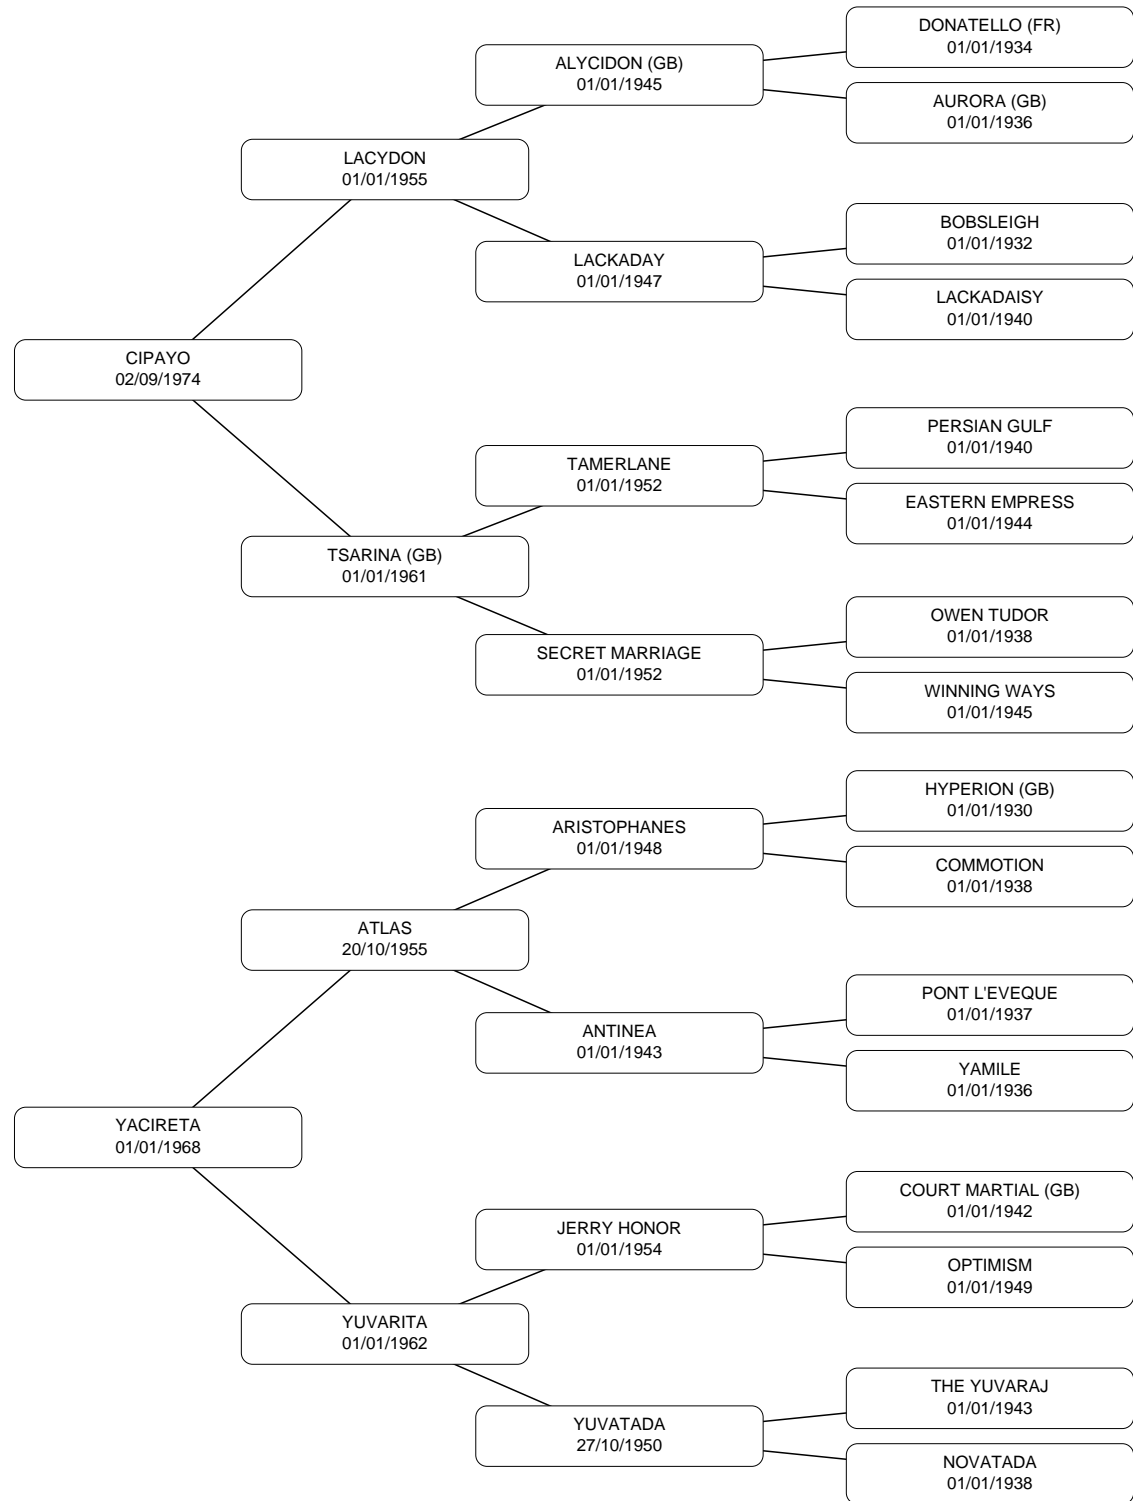 DONATELLO (FR)
01/01/1934
ALYCIDON (GB)
01/01/1945
AURORA (GB)
01/01/1936
LACYDON
01/01/1955
BOBSLEIGH
01/01/1932
LACKADAY
01/01/1947
LACKADAISY
01/01/1940
CIPAYO
02/09/1974
PERSIAN GULF
01/01/1940
TAMERLANE
01/01/1952
EASTERN EMPRESS
01/01/1944
TSARINA (GB)
01/01/1961
OWEN TUDOR
01/01/1938
SECRET MARRIAGE
01/01/1952
WINNING WAYS
01/01/1945
HYPERION (GB)
01/01/1930
ARISTOPHANES
01/01/1948
COMMOTION
01/01/1938
ATLAS
20/10/1955
PONT L'EVEQUE
01/01/1937
ANTINEA
01/01/1943
YAMILE
01/01/1936
YACIRETA
01/01/1968
COURT MARTIAL (GB)
01/01/1942
JERRY HONOR
01/01/1954
OPTIMISM
01/01/1949
YUVARITA
01/01/1962
THE YUVARAJ
01/01/1943
YUVATADA
27/10/1950
NOVATADA
01/01/1938